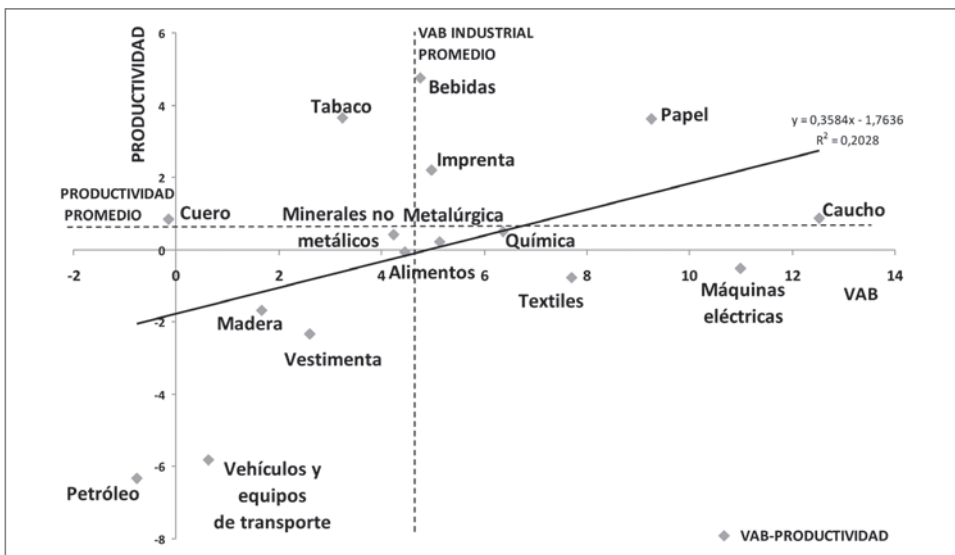 PRODUCTIVIDAD
6
4
2
0
-2
-4
-6
-8
VAB INDUSTRIAL
PROMEDIO
Bebidas
Tabaco
Papel
y = 0,3584x - 1,7636
R² = 0,2028
Imprenta
PRODUCTIVIDAD
PROMEDIO
Cuero
Minerales no
metálicos
Metalúrgica
Química
Caucho
Alimentos
-2
0
2
4
6
8
10
12
14
VAB
Textiles
Máquinas
eléctricas
Madera
Vestimenta
Petróleo
Vehículos y
equipos
de transporte
VAB-PRODUCTIVIDAD